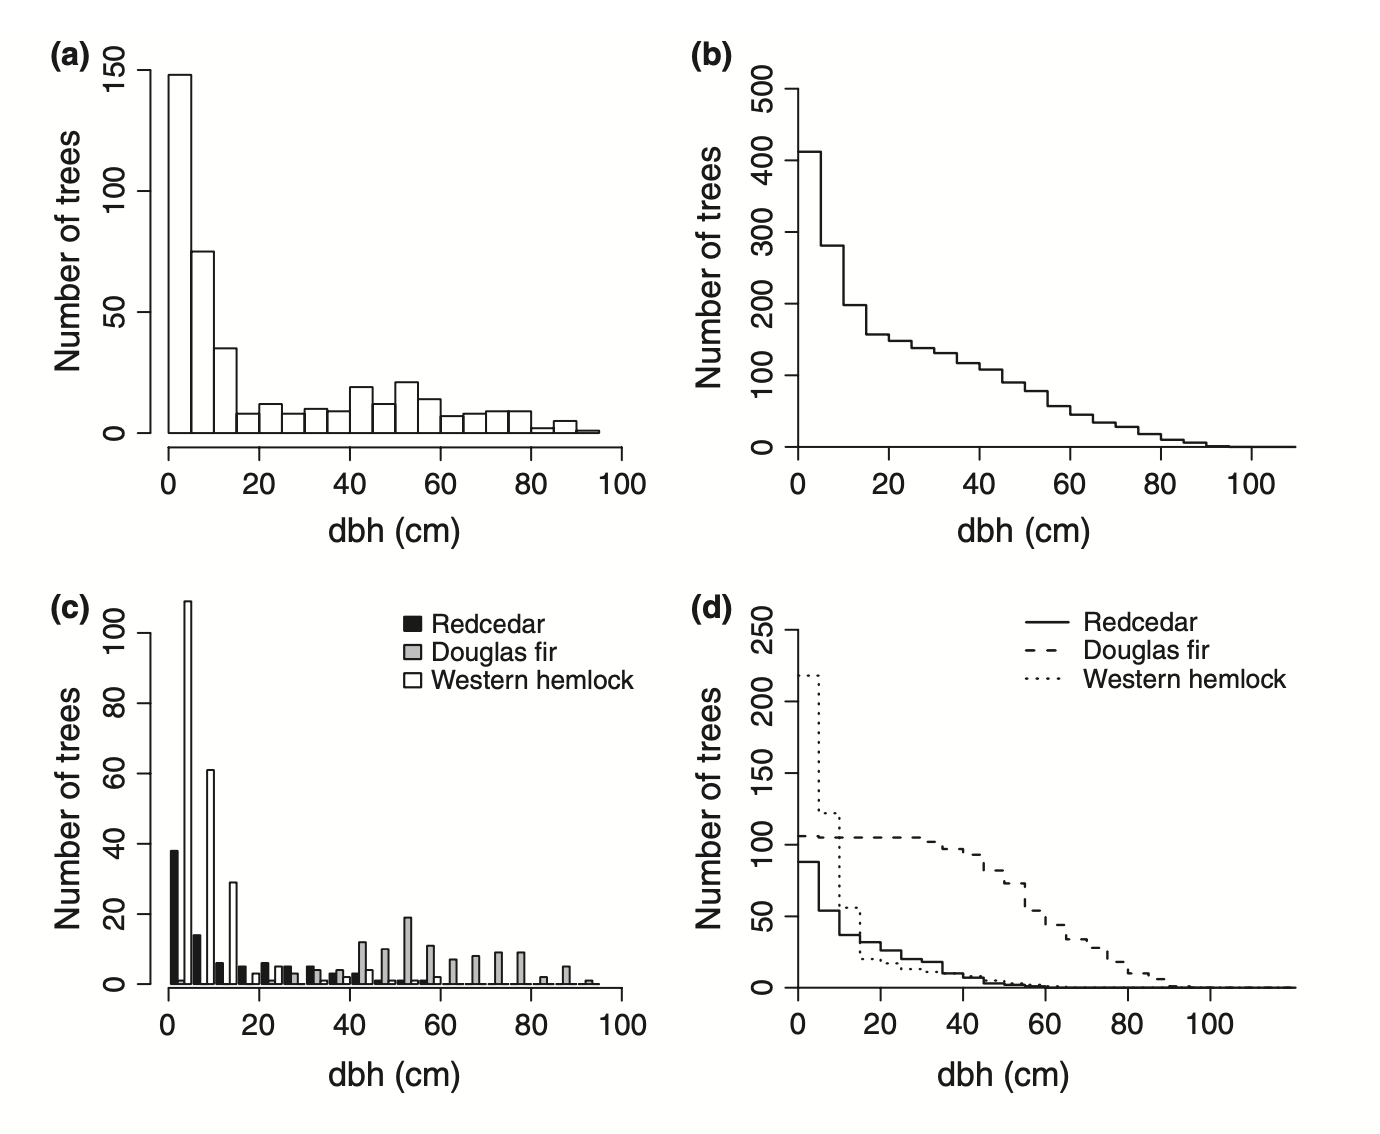 (a)
Number of trees
150
100
50
0
0 20 40 60 80 100
dbh (cm)
(b)
Number of trees
500
400
300
200
100
0
0 20 40 60 80 100
dbh (cm)
(c)
Number of trees
100
80
60
40
20
0
Redcedar
Douglas fir
Western hemlock
0 20 40 60 80 100
dbh (cm)
(d)
Number of trees
250
200
150
100
50
0
Redcedar
Douglas fir
Western hemlock
0 20 40 60 80 100
dbh (cm)